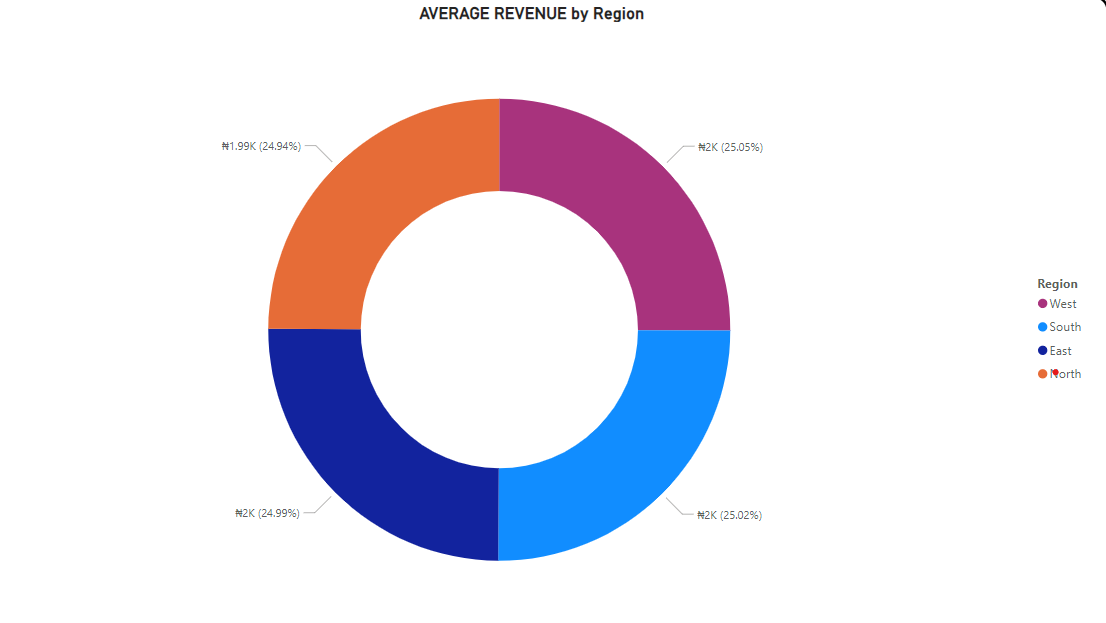 AVERAGE REVENUE by Region
₦1.99K (24.94%)
₦2K (25.05%)
₦2K (24.99%)
₦2K (25.02%)
Region
West
South
East
North